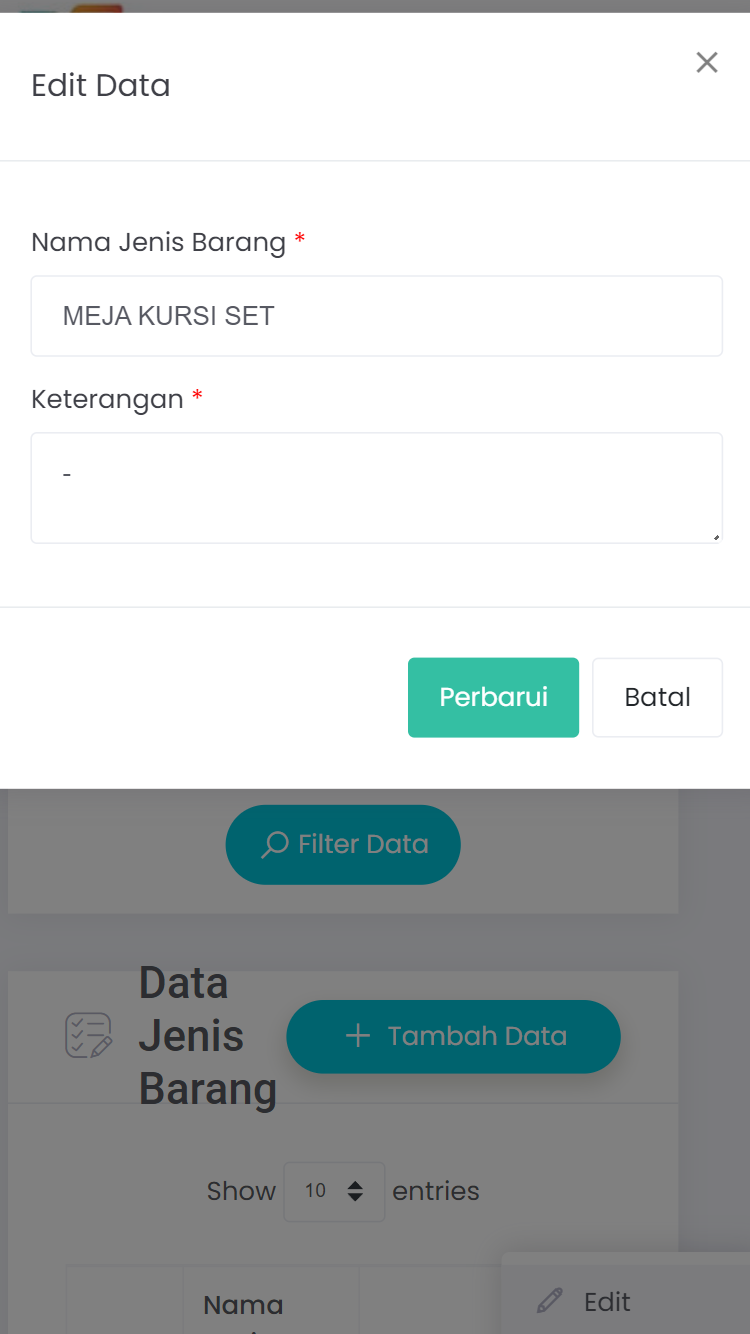 Edit Data
Nama Jenis Barang *
MEJA KURSI SET
Keterangan *
-
Perbarui
Batal
Filter Data
Data
Jenis
Barang
Tambah Data
Show 10 entries
Nama
Edit